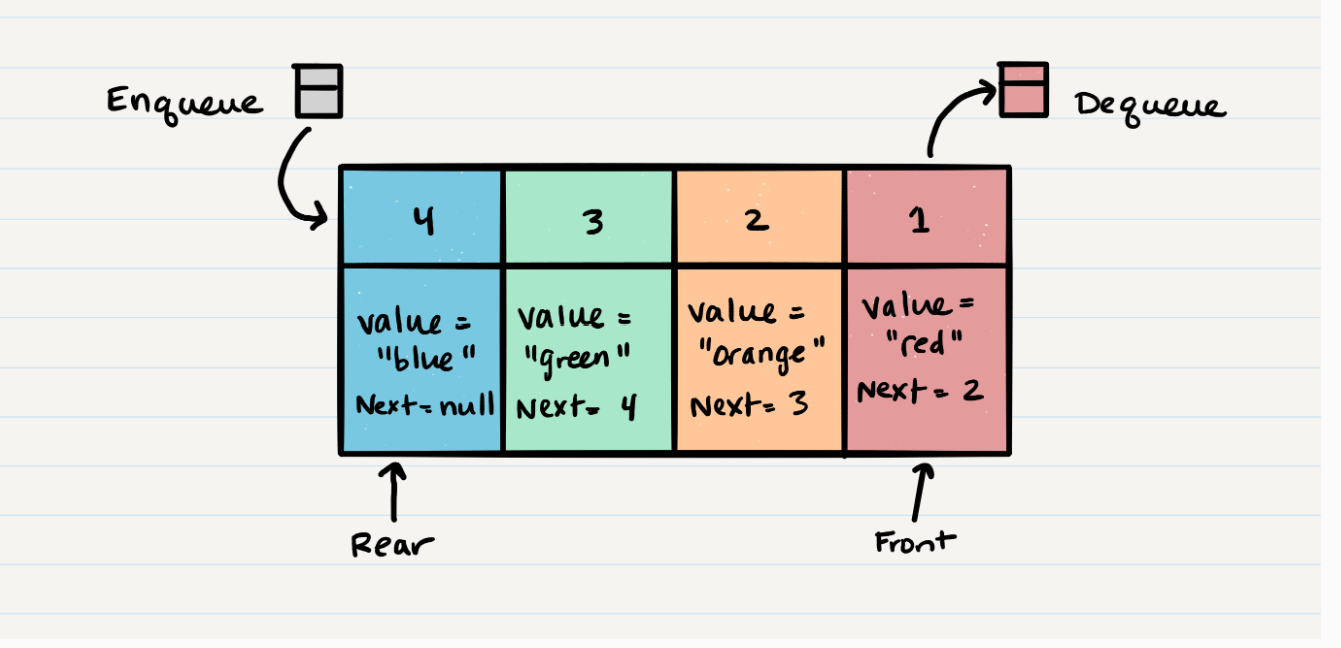 Enqueue
Dequeue
4
3
2
1
value =
"blue"
Next= null
value =
"green"
Next= 4
value =
"orange"
Next= 3
value =
"red"
Next= 2
Rear
Front